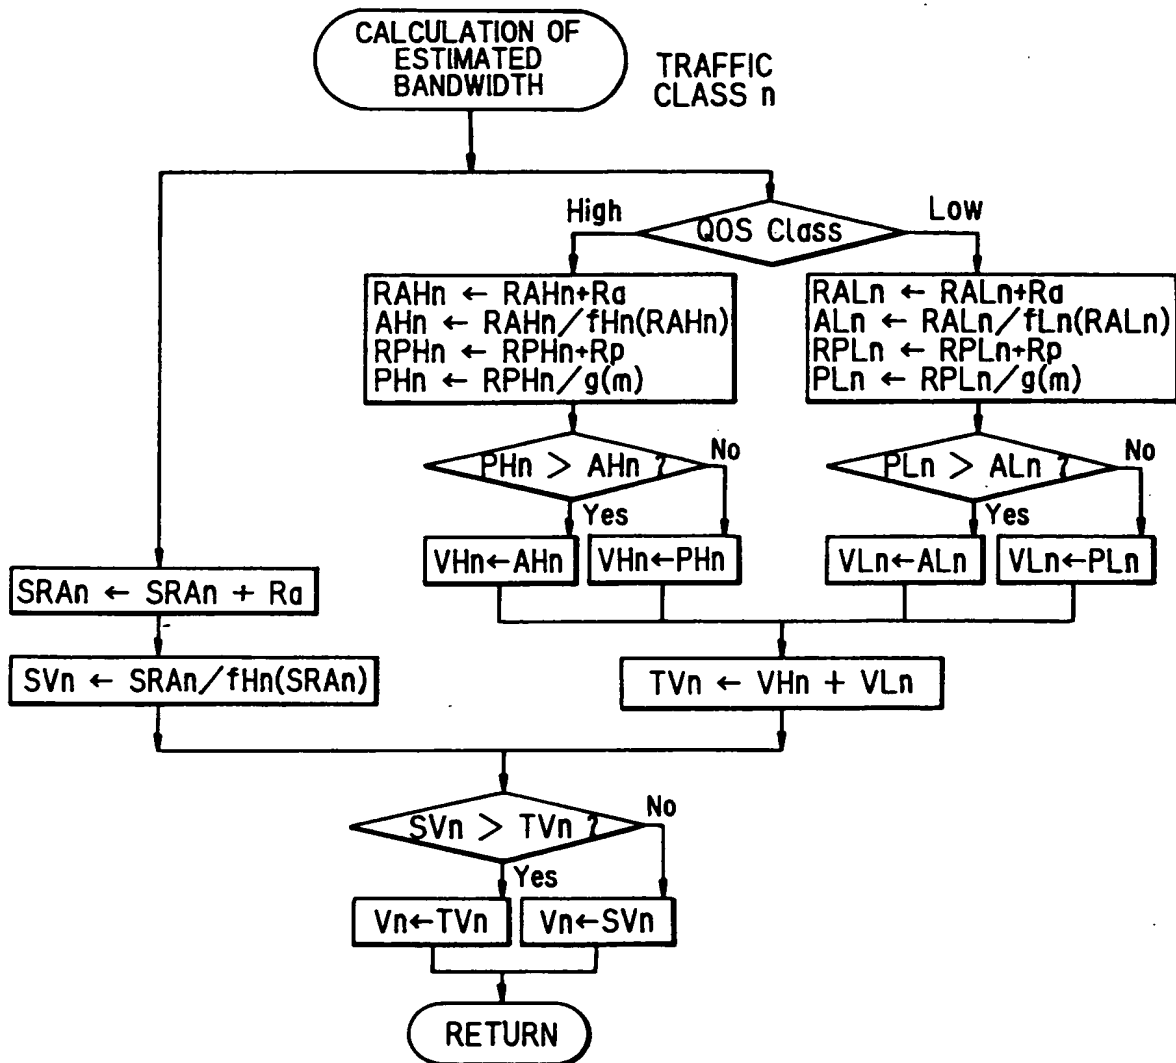 CALCULATION OF
ESTIMATED
BANDWIDTH
TRAFFIC
CLASS n
High
QOS Class
Low
RAHn ← RAHn+Ra
AHn ← RAHn/fHn(RAHn)
RPHn ← RPHn+Rp
PHn ← RPHn/g(m)
RALn ← RALn+Ra
ALn ← RALn/fLn(RALn)
RPLn ← RPLn+Rp
PLn ← RPLn/g(m)
PHn > AHn ?
No
Yes
PLn > ALn ?
No
Yes
VHn←AHn
VHn←PHn
VLn←ALn
VLn←PLn
SRAn ← SRAn + Ra
SVn ← SRAn/fHn(SRAn)
TVn ← VHn + VLn
SVn > TVn ?
No
Yes
Vn←TVn
Vn←SVn
RETURN